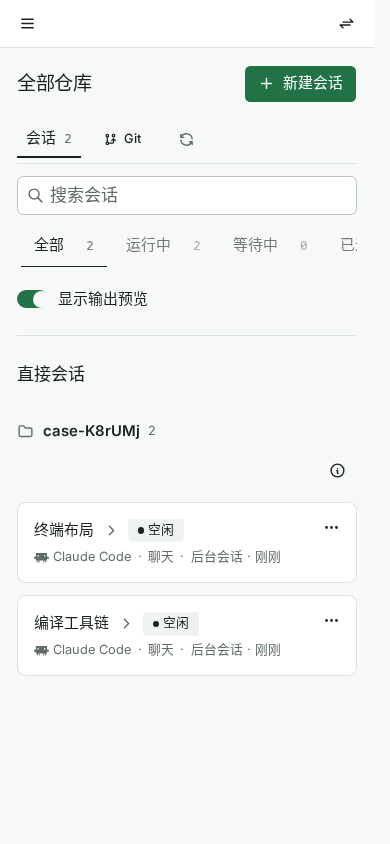 全部仓库
新建会话
会话 2 Git
搜索会话
全部 2 运行中 2 等待中 0
显示输出预览
直接会话
case-K8rUMj 2
终端布局 空闲
Claude Code · 聊天 · 后台会话 · 刚刚
编译工具链 空闲
Claude Code · 聊天 · 后台会话 · 刚刚